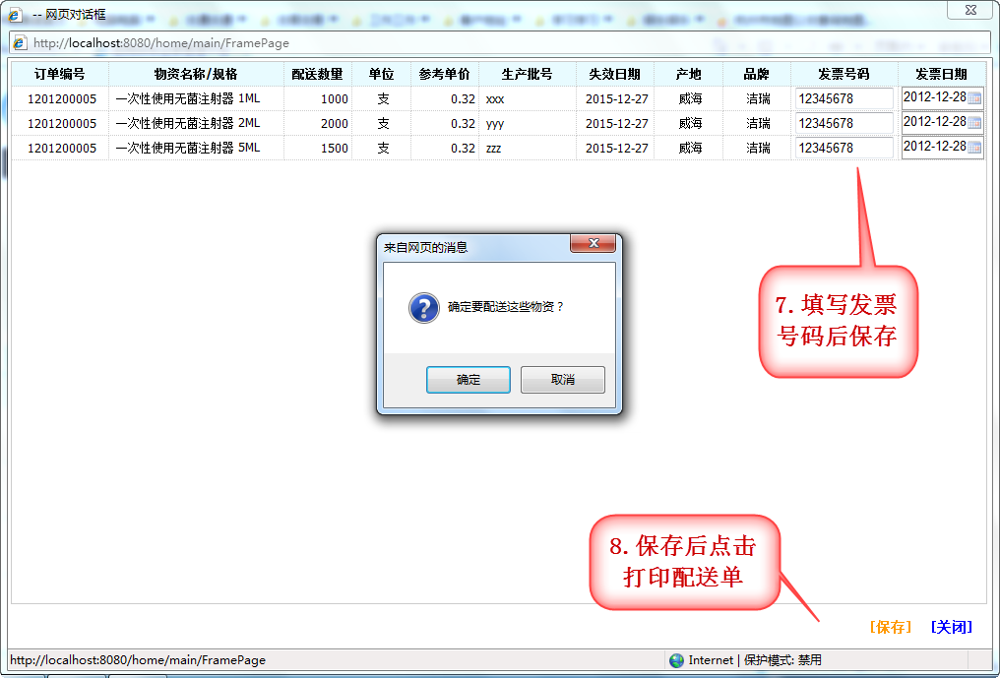 -- 网页对话框
http://localhost:8080/home/main/FramePage
订单编号 物资名称/规格 配送数量 单位 参考单价 生产批号 失效日期 产地 品牌 发票号码 发票日期
1201200005 一次性使用无菌注射器 1ML 1000 支 0.32 xxx 2015-12-27 威海 洁瑞 12345678 2012-12-28
1201200005 一次性使用无菌注射器 2ML 2000 支 0.32 yyy 2015-12-27 威海 洁瑞 12345678 2012-12-28
1201200005 一次性使用无菌注射器 5ML 1500 支 0.32 zzz 2015-12-27 威海 洁瑞 12345678 2012-12-28
来自网页的消息
确定要配送这些物资？
确定 取消
7.填写发票
号码后保存
8.保存后点击
打印配送单
[保存] [关闭]
http://localhost:8080/home/main/FramePage Internet | 保护模式: 禁用